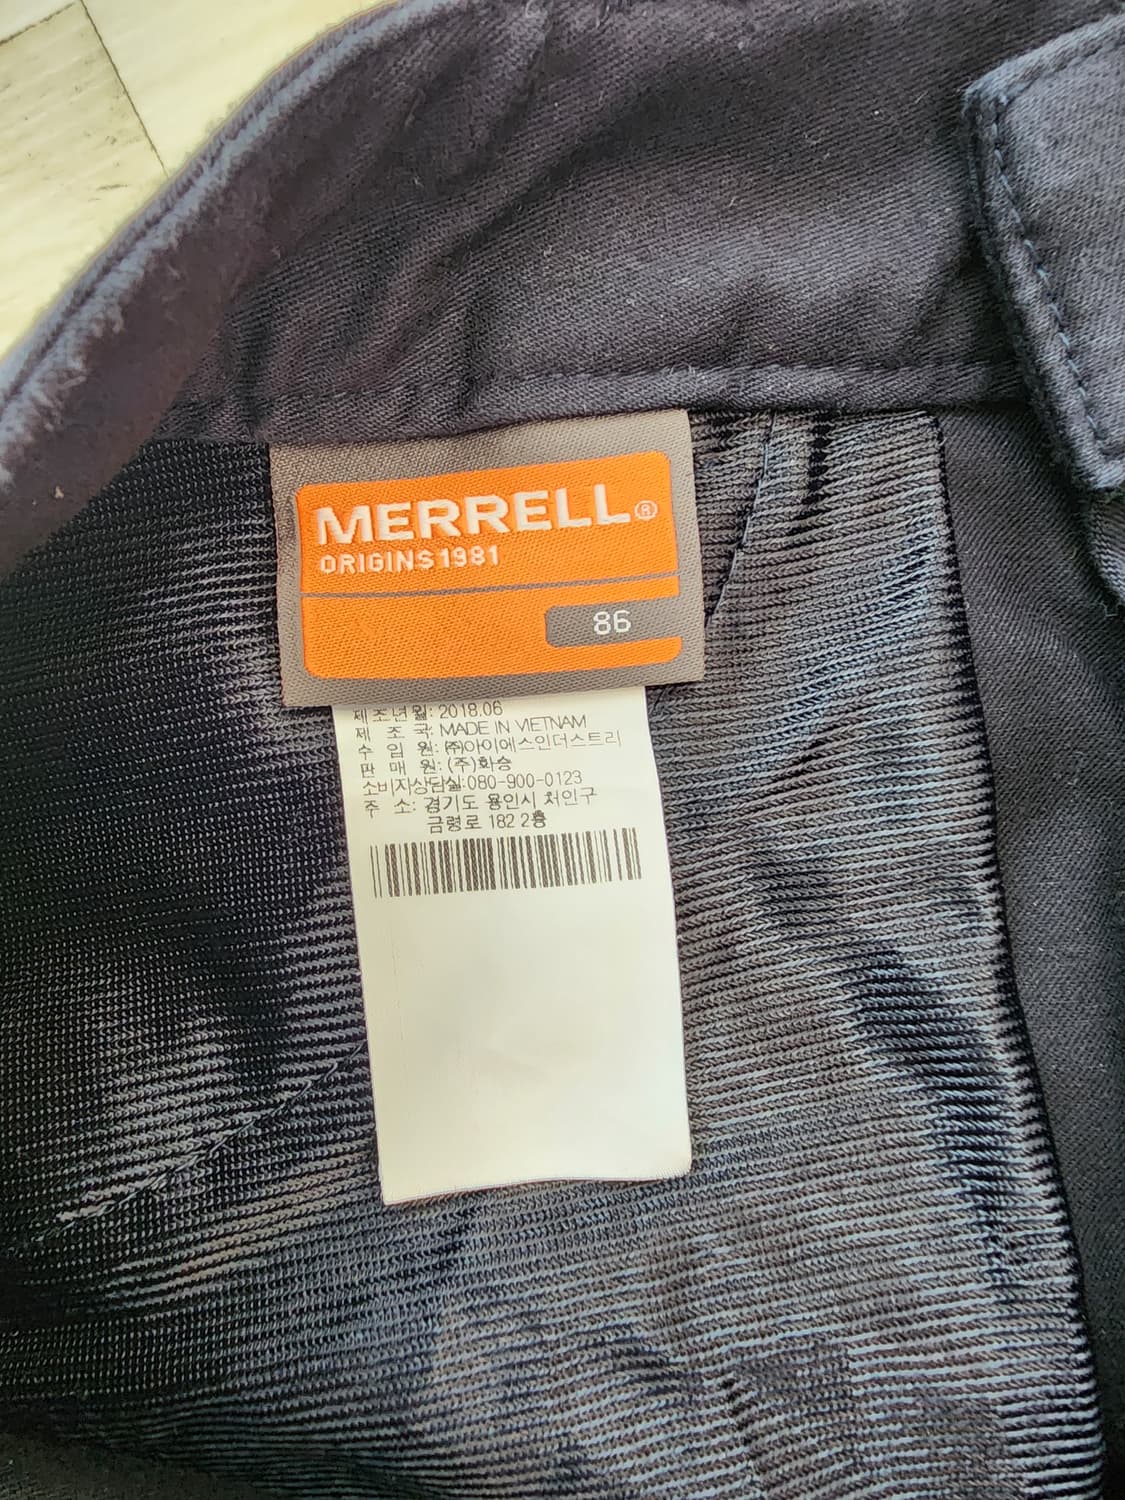 MERRELL®
ORIGINS 1981
86
제조년월: 2018.06
제 조 국: MADE IN VIETNAM
수 입 원: ㈜아이에스인더스트리
판 매 원: (주)화승
소비자상담실:080-900-0123
주 소: 경기도 용인시 처인구
금령로 182 2층